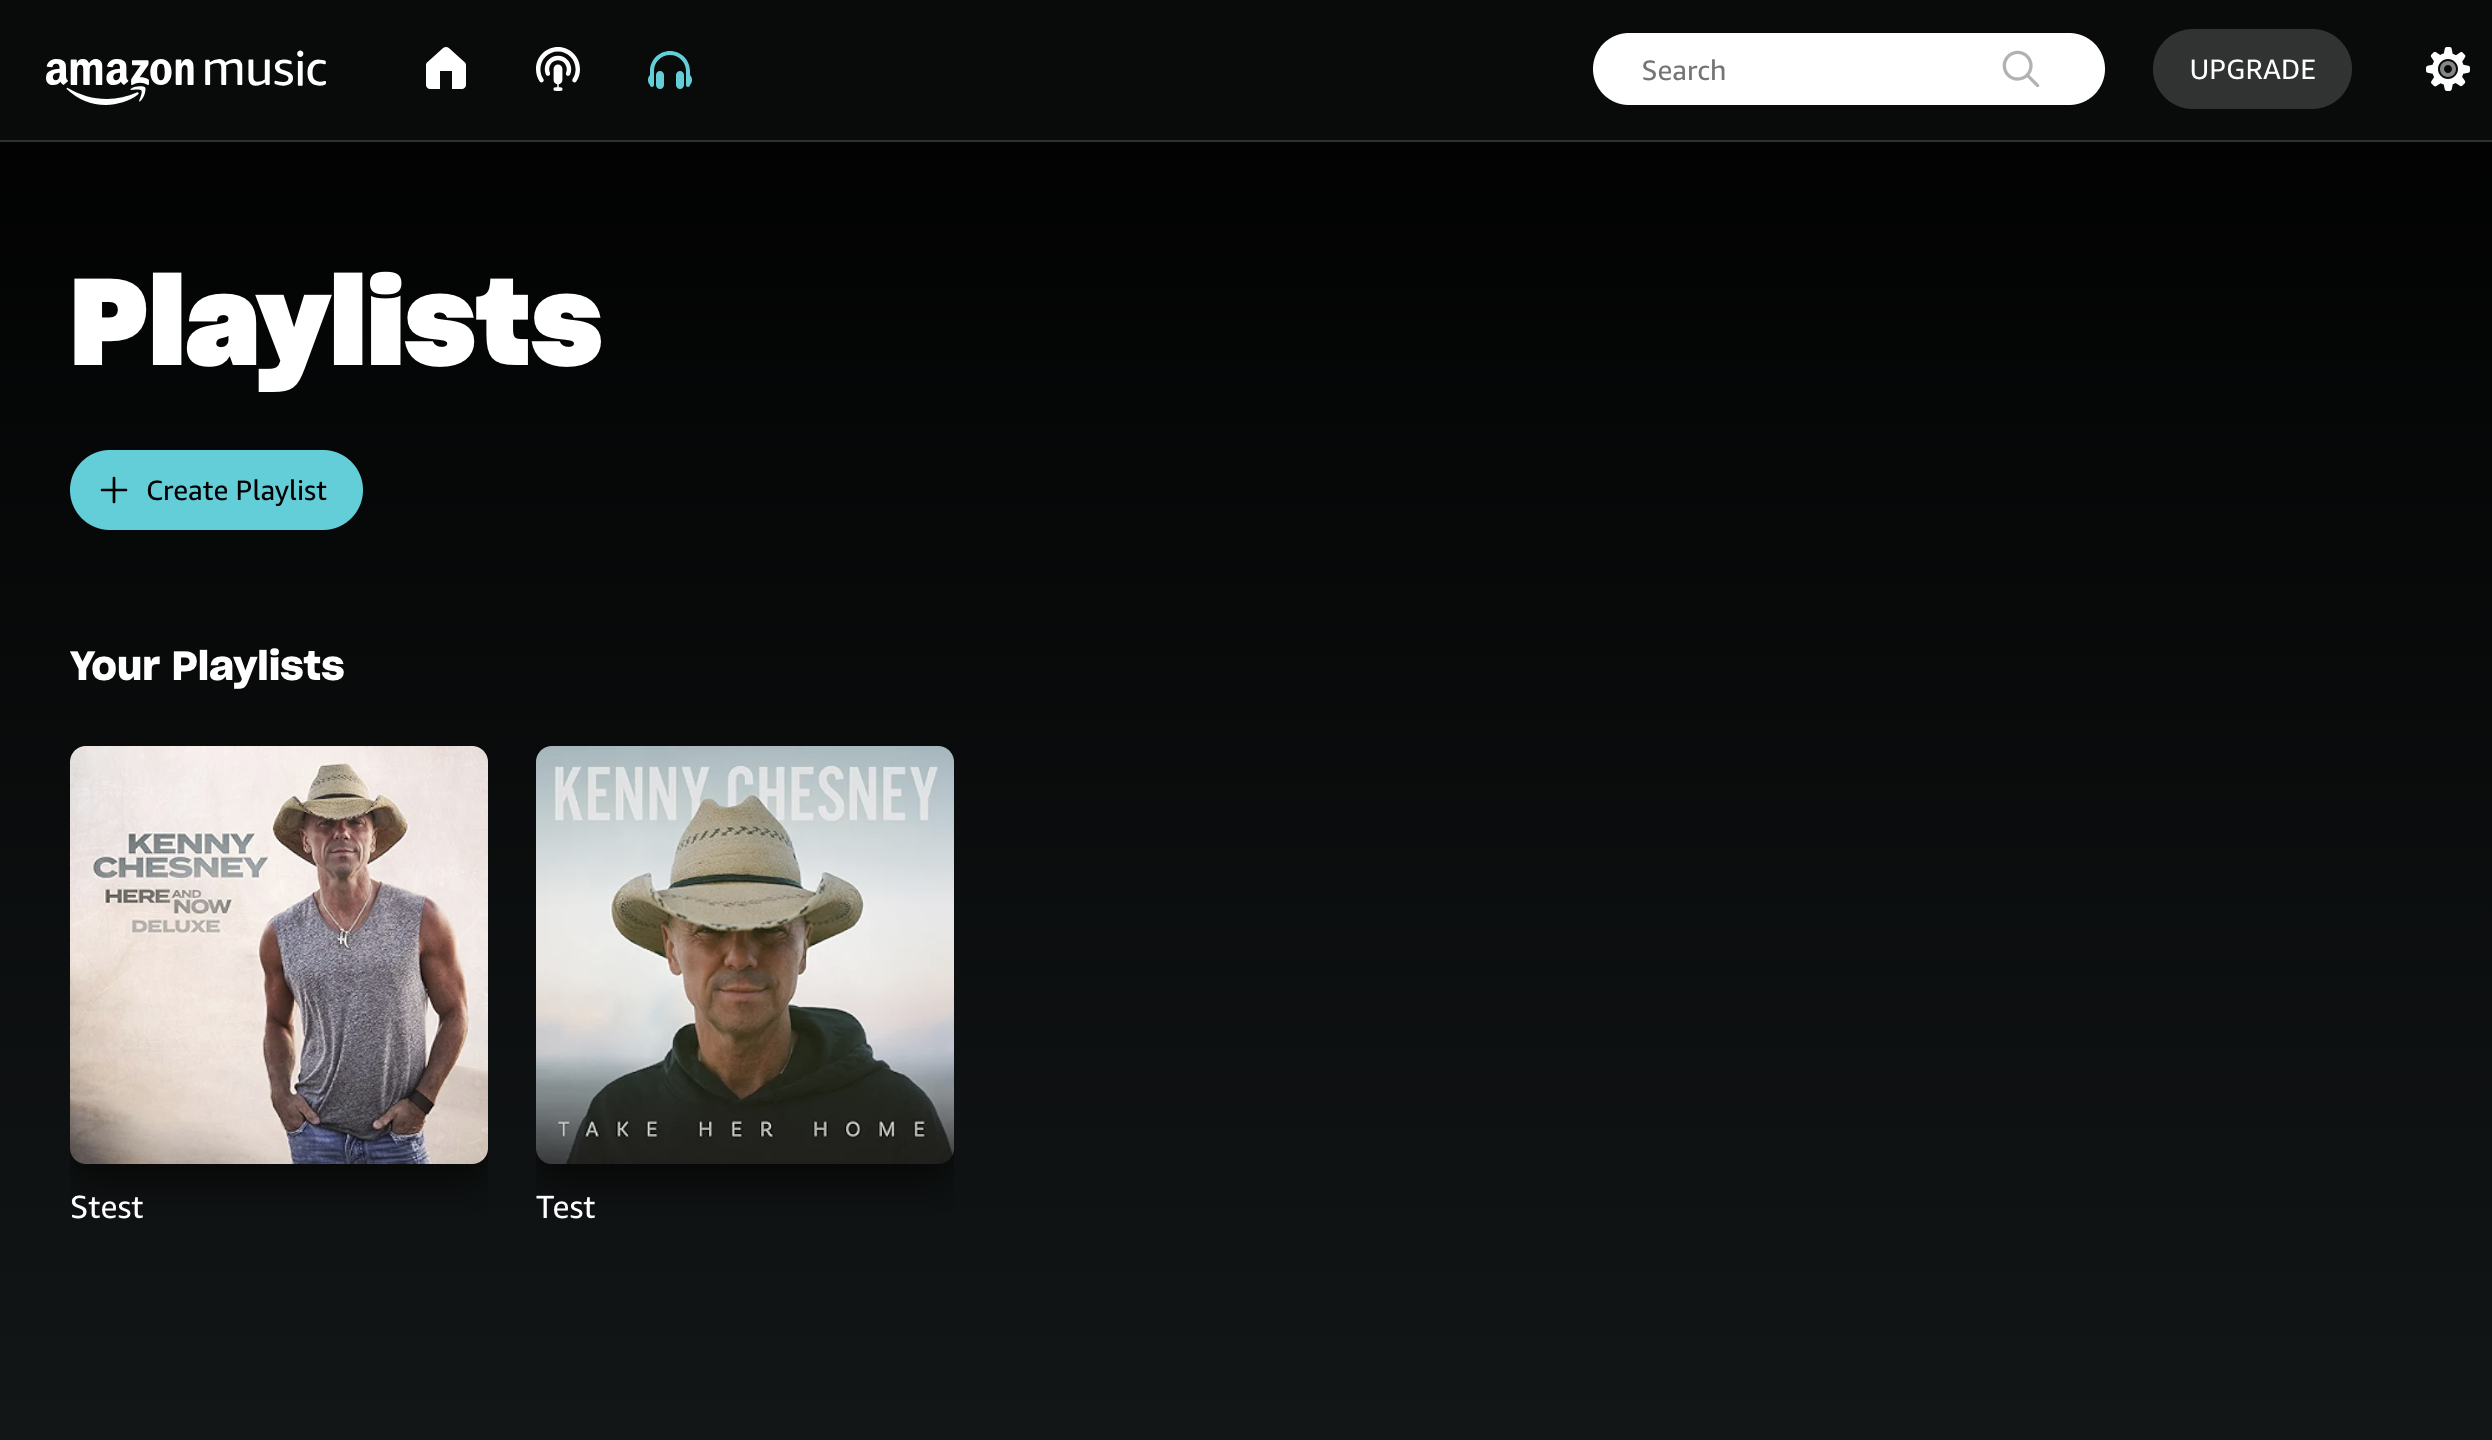 amazon music
Search
UPGRADE
Playlists
Create Playlist
Your Playlists
KENNY
CHESNEY
HERE AND
NOW
DELUXE
Stest
KENNY CHESNEY
TAKE HER HOME
Test